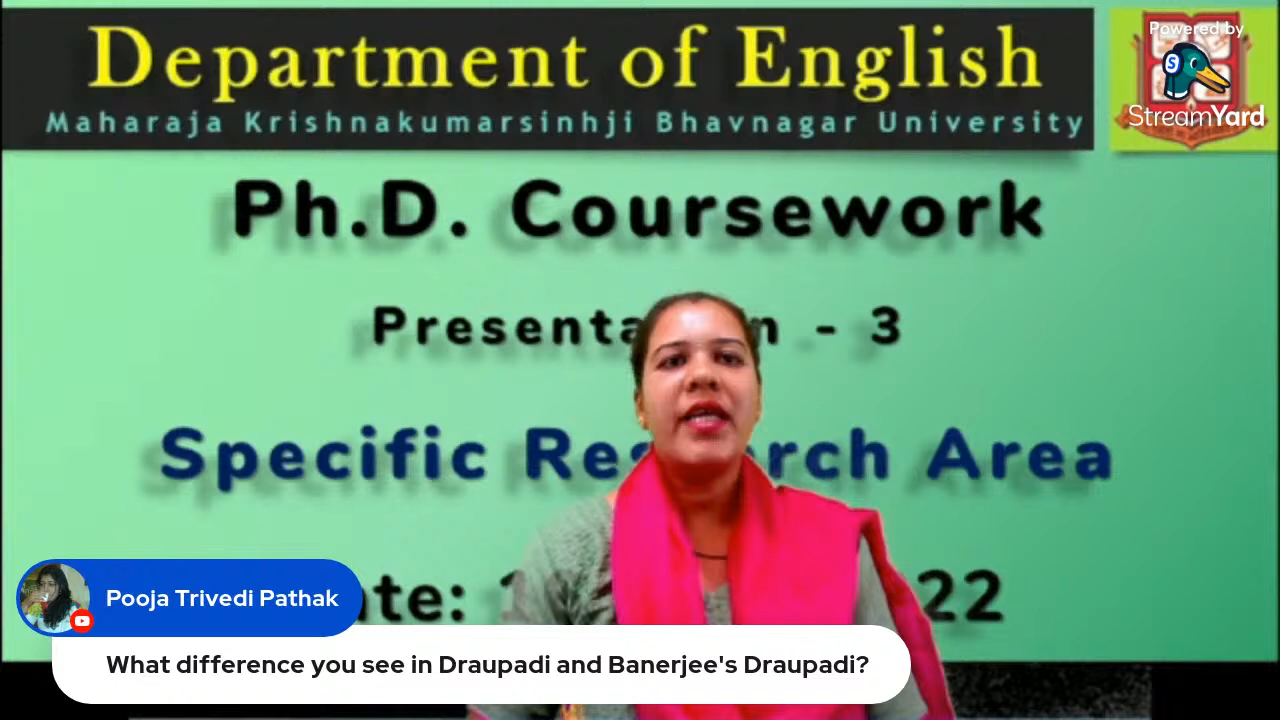 Department of English
Maharaja Krishnakumarsinhji Bhavnagar University
Powered by
StreamYard
Ph.D. Coursework
- 3
Specific Area
22
Pooja Trivedi Pathak
What difference you see in Draupadi and Banerjee's Draupadi?